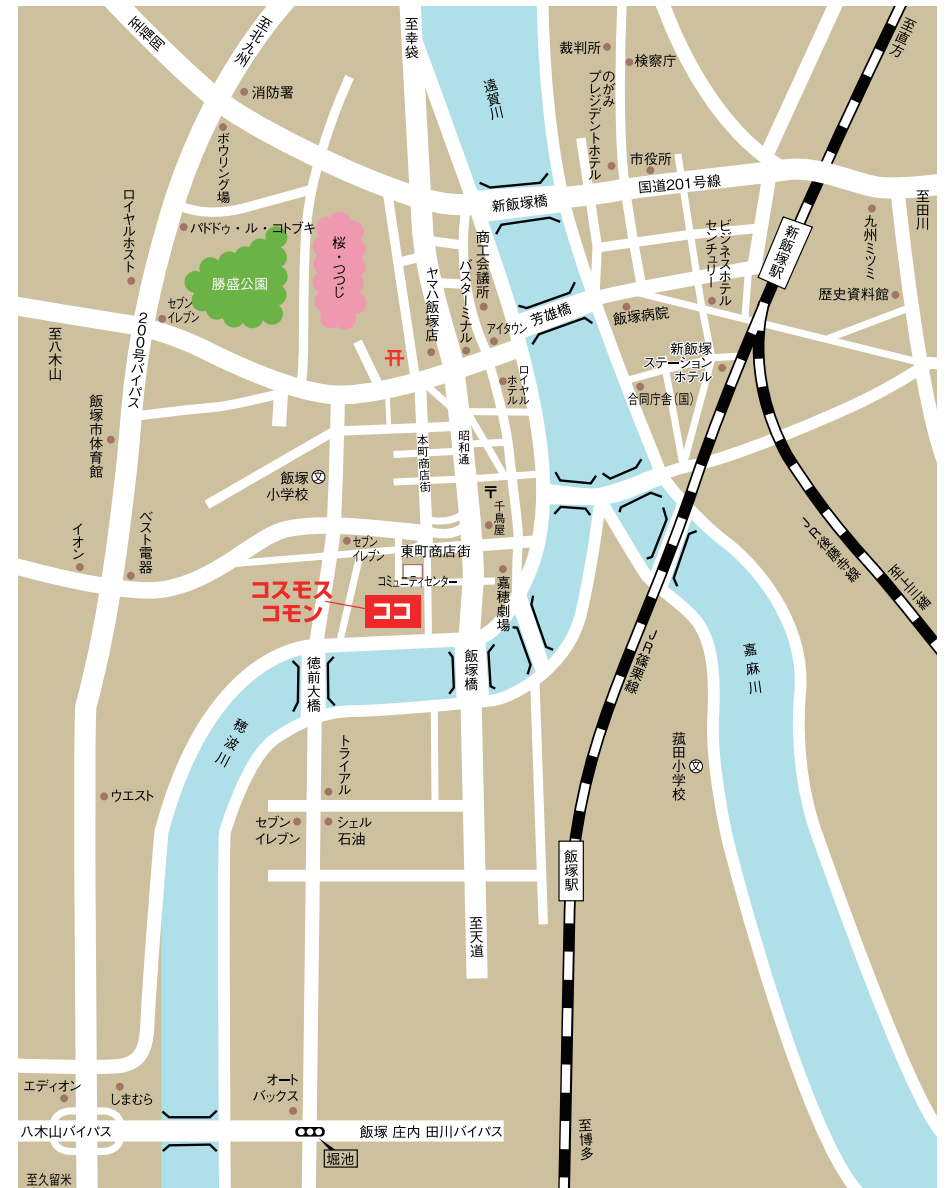 至福岡
至北九州
至幸袋
遠賀川
裁判所
検察庁
至直方
消防署
ボウリング場
のがみ
プレジデントホテル
市役所
国道201号線
新飯塚橋
至田川
ロイヤルホスト
パドドゥ・ル・コトブキ
桜・つつじ
勝盛公園
商工会議所
バスターミナル
ヤマハ飯塚店
ビジネスホテル
センチュリー
新飯塚駅
九州ミツミ
歴史資料館
セブン
イレブン
200号バイパス
至八木山
アイタウン
芳雄橋
飯塚病院
新飯塚
ステーション
ホテル
合同庁舎(国)
ロイヤル
ホテル
飯塚市体育館
本町商店街
昭和通
飯塚
小学校
文
〒
千鳥屋
イオン
ベスト電器
セブン
イレブン
東町商店街
コミュニティセンター
嘉穂劇場
コスモス
コモン
ココ
JR後藤寺線
至上三緒
JR篠栗線
嘉麻川
徳前大橋
飯塚橋
穂波川
トライアル
菰田小学校
文
ウエスト
セブン
イレブン
シェル
石油
飯塚駅
至天道
エディオン
しまむら
オート
バックス
八木山バイパス
飯塚 庄内 田川バイパス
堀池
至博多
至久留米